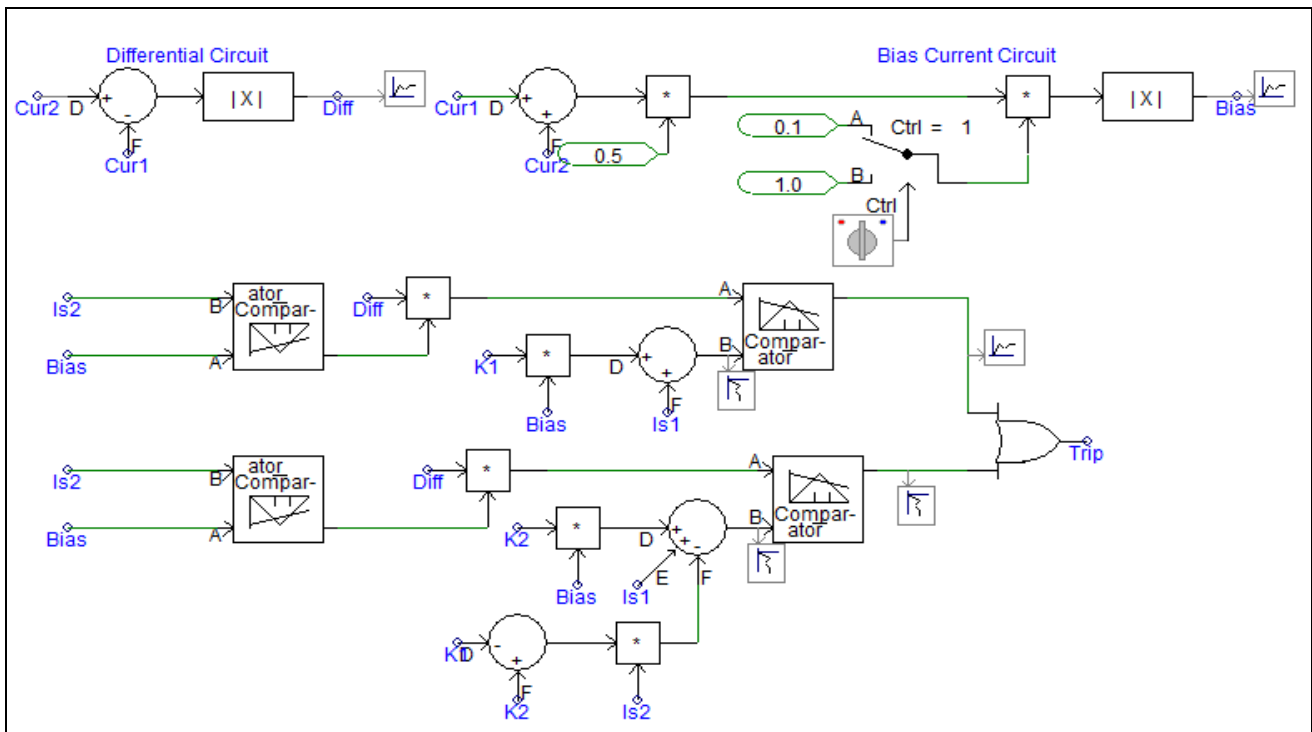 Differential Circuit
Bias Current Circuit
Cur2 D + - |X| Diff
F
Cur1
Cur1 D + + * * |X| Bias
F
Cur2
0.5
0.1 A Ctrl = 1
1.0 B
Ctrl
Is2 B ator Compar-
Bias A
Diff * A Compar-ator
K1 * D + + B
Bias
F
Is1
Is2 B ator Compar-
Bias A
Diff * A Compar-ator
Trip
K2 * D + + - B
Bias
Is1 E F
K1 D - + *
F
K2
Is2